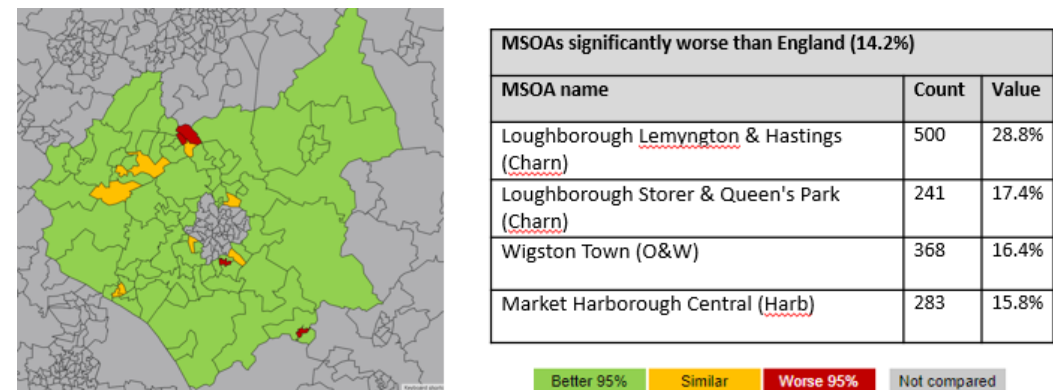 MSOAs significantly worse than England (14.2%)
MSOA name Count Value
Loughborough Lemyngton & Hastings 500 28.8%
(Charn)
Loughborough Storer & Queen's Park 241 17.4%
(Charn)
Wigston Town (O&W) 368 16.4%
Market Harborough Central (Harb) 283 15.8%
Better 95% Similar Worse 95% Not compared